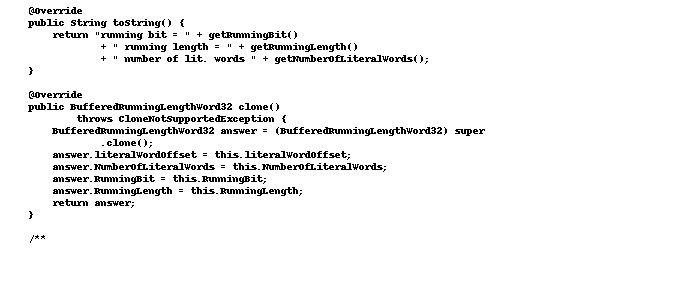 @Override
public String toString() {
return "running bit = " + getRunningBit()
+ " running length = " + getRunningLength()
+ " number of lit. words " + getNumberOfLiteralWords();
}
@Override
public BufferedRunningLengthWord32 clone()
throws CloneNotSupportedException {
BufferedRunningLengthWord32 answer = (BufferedRunningLengthWord32) super
.clone();
answer.literalWordOffset = this.literalWordOffset;
answer.NumberOfLiteralWords = this.NumberOfLiteralWords;
answer.RunningBit = this.RunningBit;
answer.RunningLength = this.RunningLength;
return answer;
}
/**